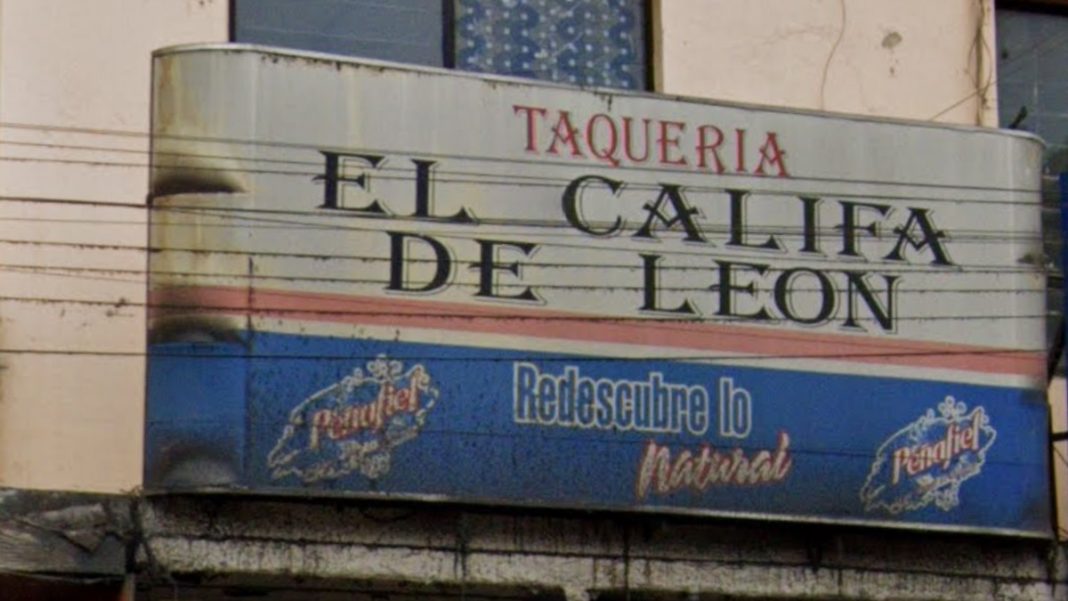 TAQUERIA
EL CALIFA
DE LEON
Redescubre lo
Natural
Peñafiel
Peñafiel